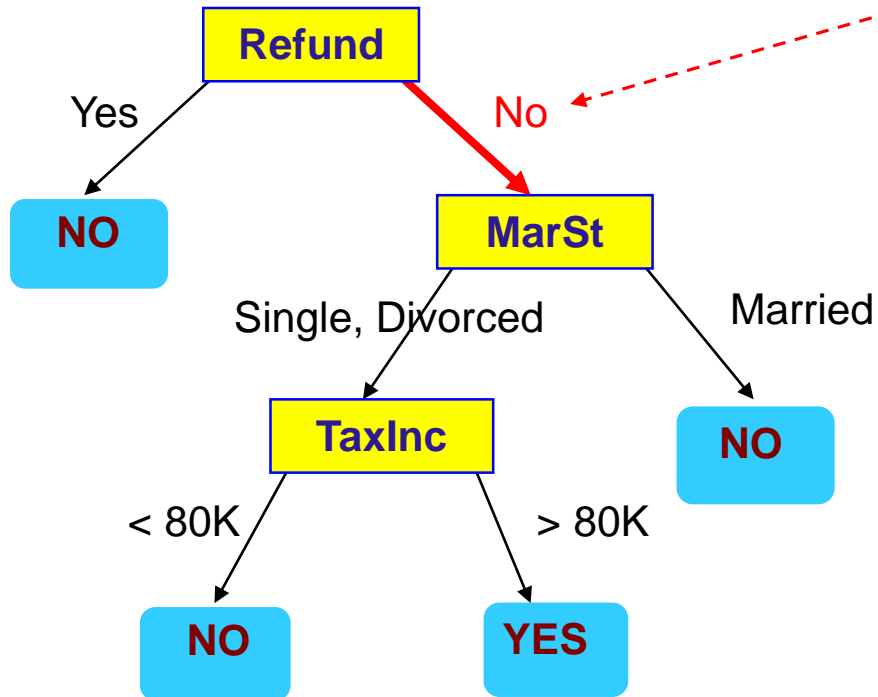 Refund
Yes
No
NO
MarSt
Single, Divorced
Married
TaxInc
NO
< 80K
> 80K
NO
YES